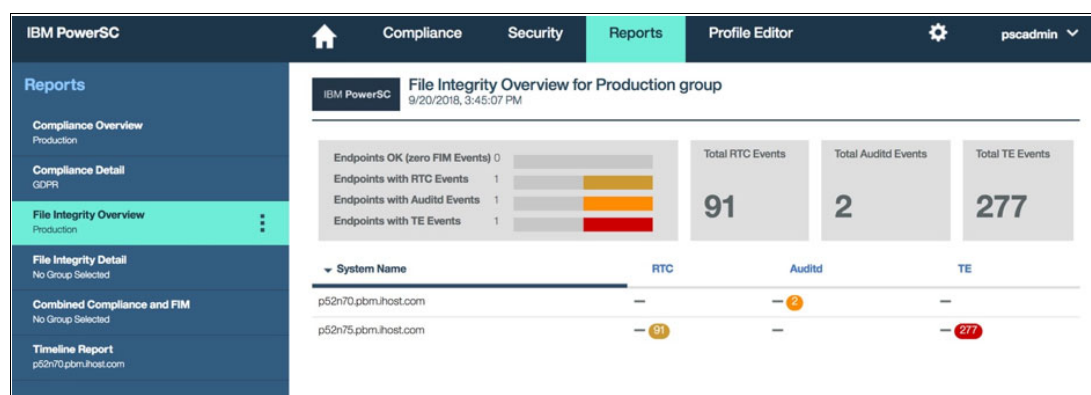 IBM PowerSC
Compliance
Security
Reports
Profile Editor
pscadmin
Reports
Compliance Overview
Production
Compliance Detail
GDPR
File Integrity Overview
Production
File Integrity Detail
No Group Selected
Combined Compliance and FIM
No Group Selected
Timeline Report
p52n70.pbm.ihost.com
IBM PowerSC
File Integrity Overview for Production group
9/20/2018, 3:45:07 PM
Endpoints OK (zero FIM Events) 0
Endpoints with RTC Events 1
Endpoints with Auditd Events 1
Endpoints with TE Events 1
Total RTC Events
91
Total Auditd Events
2
Total TE Events
277
System Name RTC Auditd TE
p52n70.pbm.ihost.com — — 2 —
p52n75.pbm.ihost.com — 91 — — 277